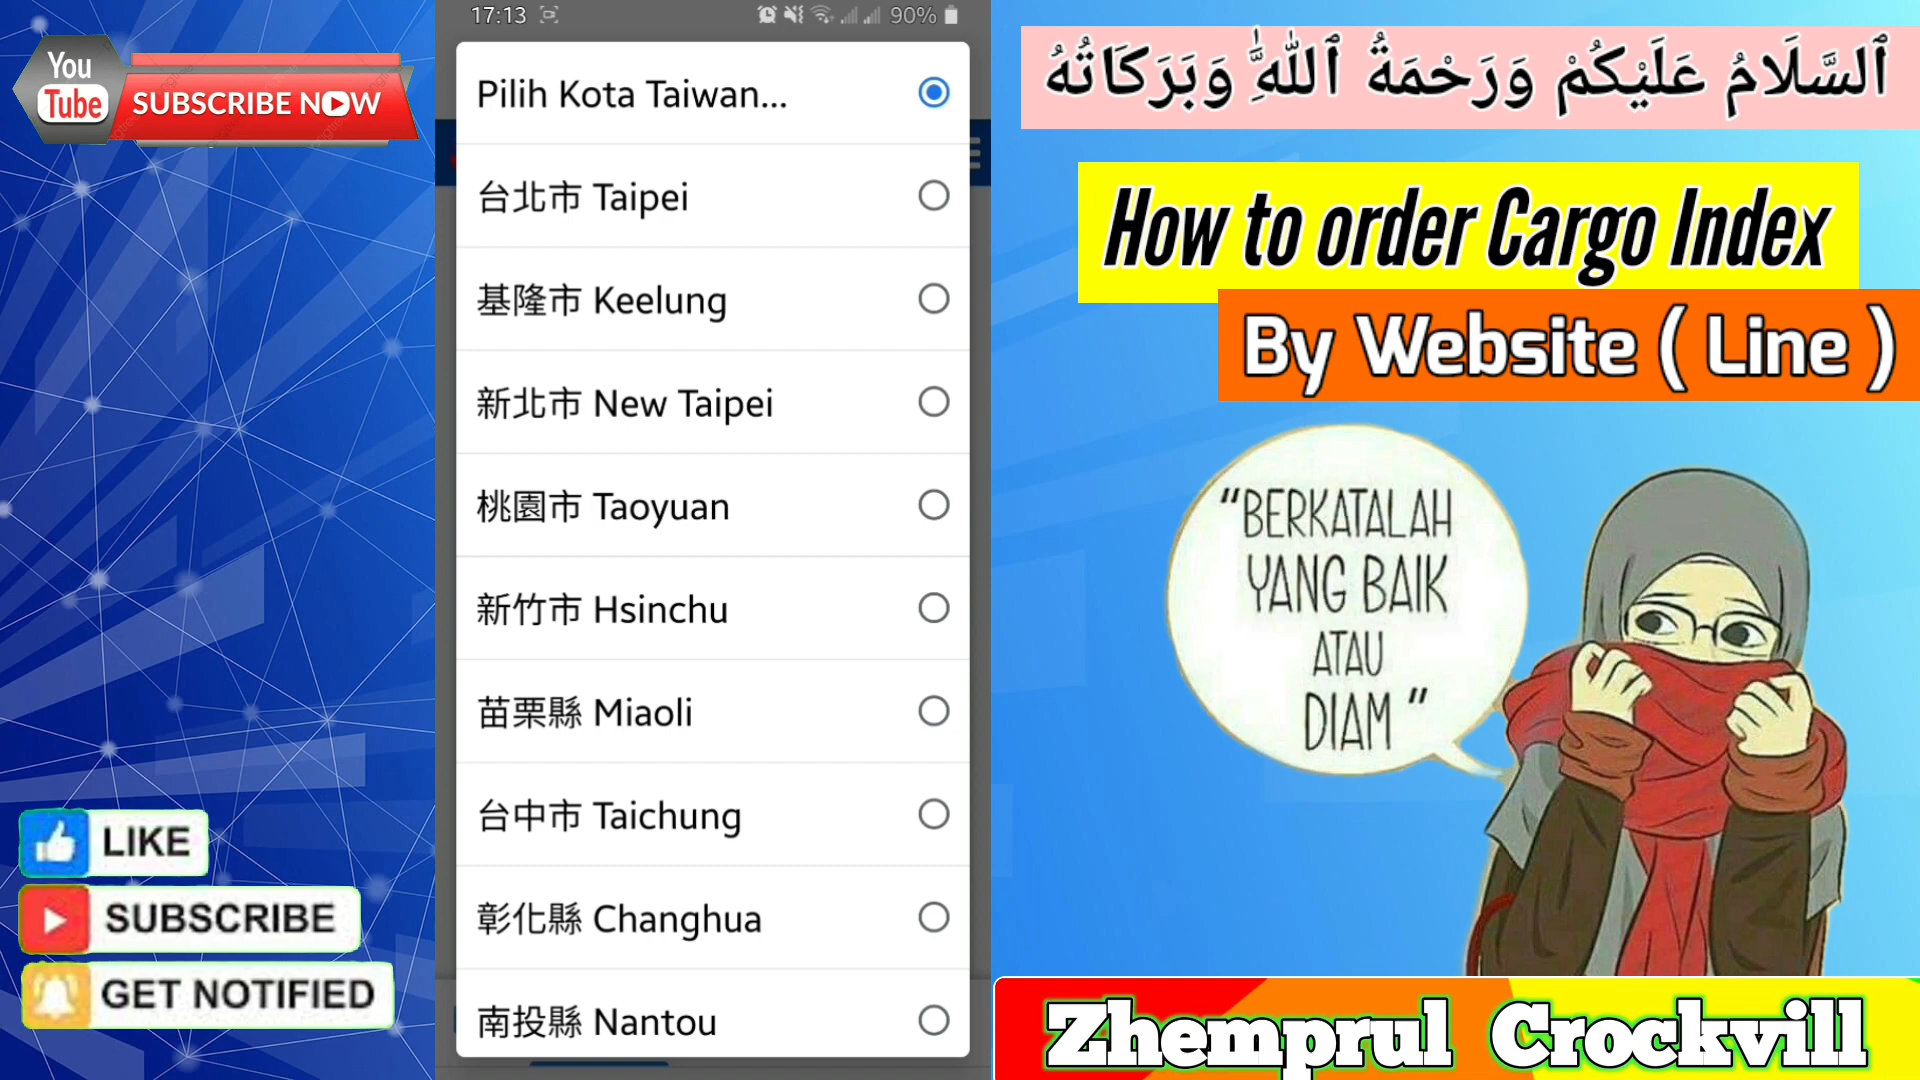 You
Tube
SUBSCRIBE NOW
LIKE
SUBSCRIBE
GET NOTIFIED
17:13
90%
Pilih Kota Taiwan...
台北市 Taipei
基隆市 Keelung
新北市 New Taipei
桃園市 Taoyuan
新竹市 Hsinchu
苗栗縣 Miaoli
台中市 Taichung
彰化縣 Changhua
南投縣 Nantou
ٱلسَّلَامُ عَلَيْكُمْ وَرَحْمَةُ ٱللَّٰهِ وَبَرَكَاتُهُ
How to order Cargo Index
By Website ( Line )
“BERKATALAH
YANG BAIK
ATAU
DIAM ”
Zhemprul Crockvill